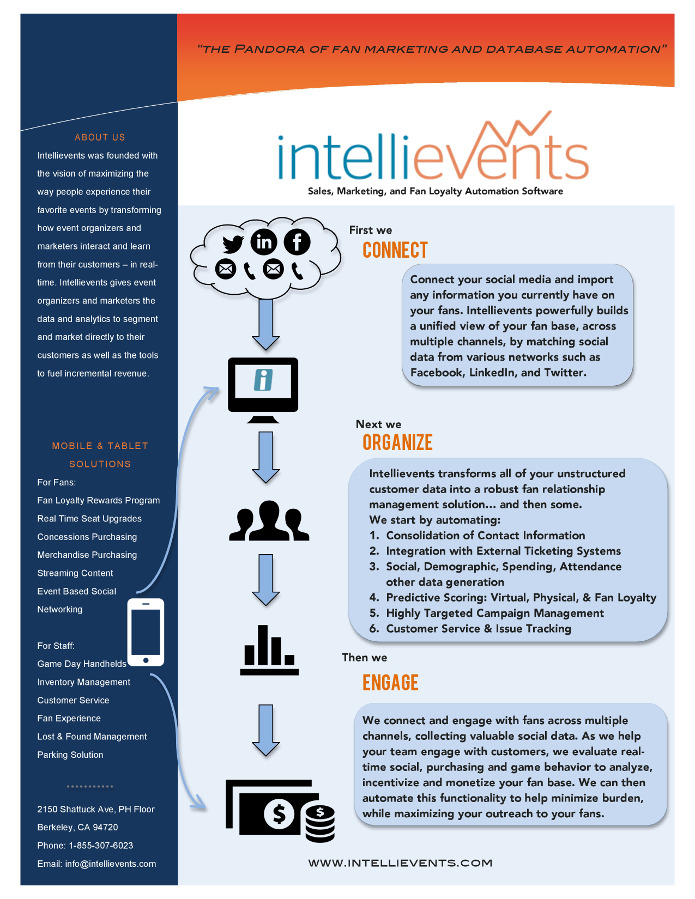 "THE PANDORA OF FAN MARKETING AND DATABASE AUTOMATION"
intellievents
Sales, Marketing, and Fan Loyalty Automation Software
ABOUT US
Intellievents was founded with
the vision of maximizing the
way people experience their
favorite events by transforming
how event organizers and
marketers interact and learn
from their customers – in real-
time. Intellievents gives event
organizers and marketers the
data and analytics to segment
and market directly to their
customers as well as the tools
to fuel incremental revenue.
MOBILE & TABLET
SOLUTIONS
For Fans:
Fan Loyalty Rewards Program
Real Time Seat Upgrades
Concessions Purchasing
Merchandise Purchasing
Streaming Content
Event Based Social
Networking
For Staff:
Game Day Handhelds
Inventory Management
Customer Service
Fan Experience
Lost & Found Management
Parking Solution
2150 Shattuck Ave, PH Floor
Berkeley, CA 94720
Phone: 1-855-307-6023
Email: info@intellievents.com
in f
i
$
$
First we
CONNECT
Connect your social media and import
any information you currently have on
your fans. Intellievents powerfully builds
a unified view of your fan base, across
multiple channels, by matching social
data from various networks such as
Facebook, LinkedIn, and Twitter.
Next we
ORGANIZE
Intellievents transforms all of your unstructured
customer data into a robust fan relationship
management solution... and then some.
We start by automating:
1. Consolidation of Contact Information
2. Integration with External Ticketing Systems
3. Social, Demographic, Spending, Attendance
other data generation
4. Predictive Scoring: Virtual, Physical, & Fan Loyalty
5. Highly Targeted Campaign Management
6. Customer Service & Issue Tracking
Then we
ENGAGE
We connect and engage with fans across multiple
channels, collecting valuable social data. As we help
your team engage with customers, we evaluate real-
time social, purchasing and game behavior to analyze,
incentivize and monetize your fan base. We can then
automate this functionality to help minimize burden,
while maximizing your outreach to your fans.
WWW.INTELLIEVENTS.COM